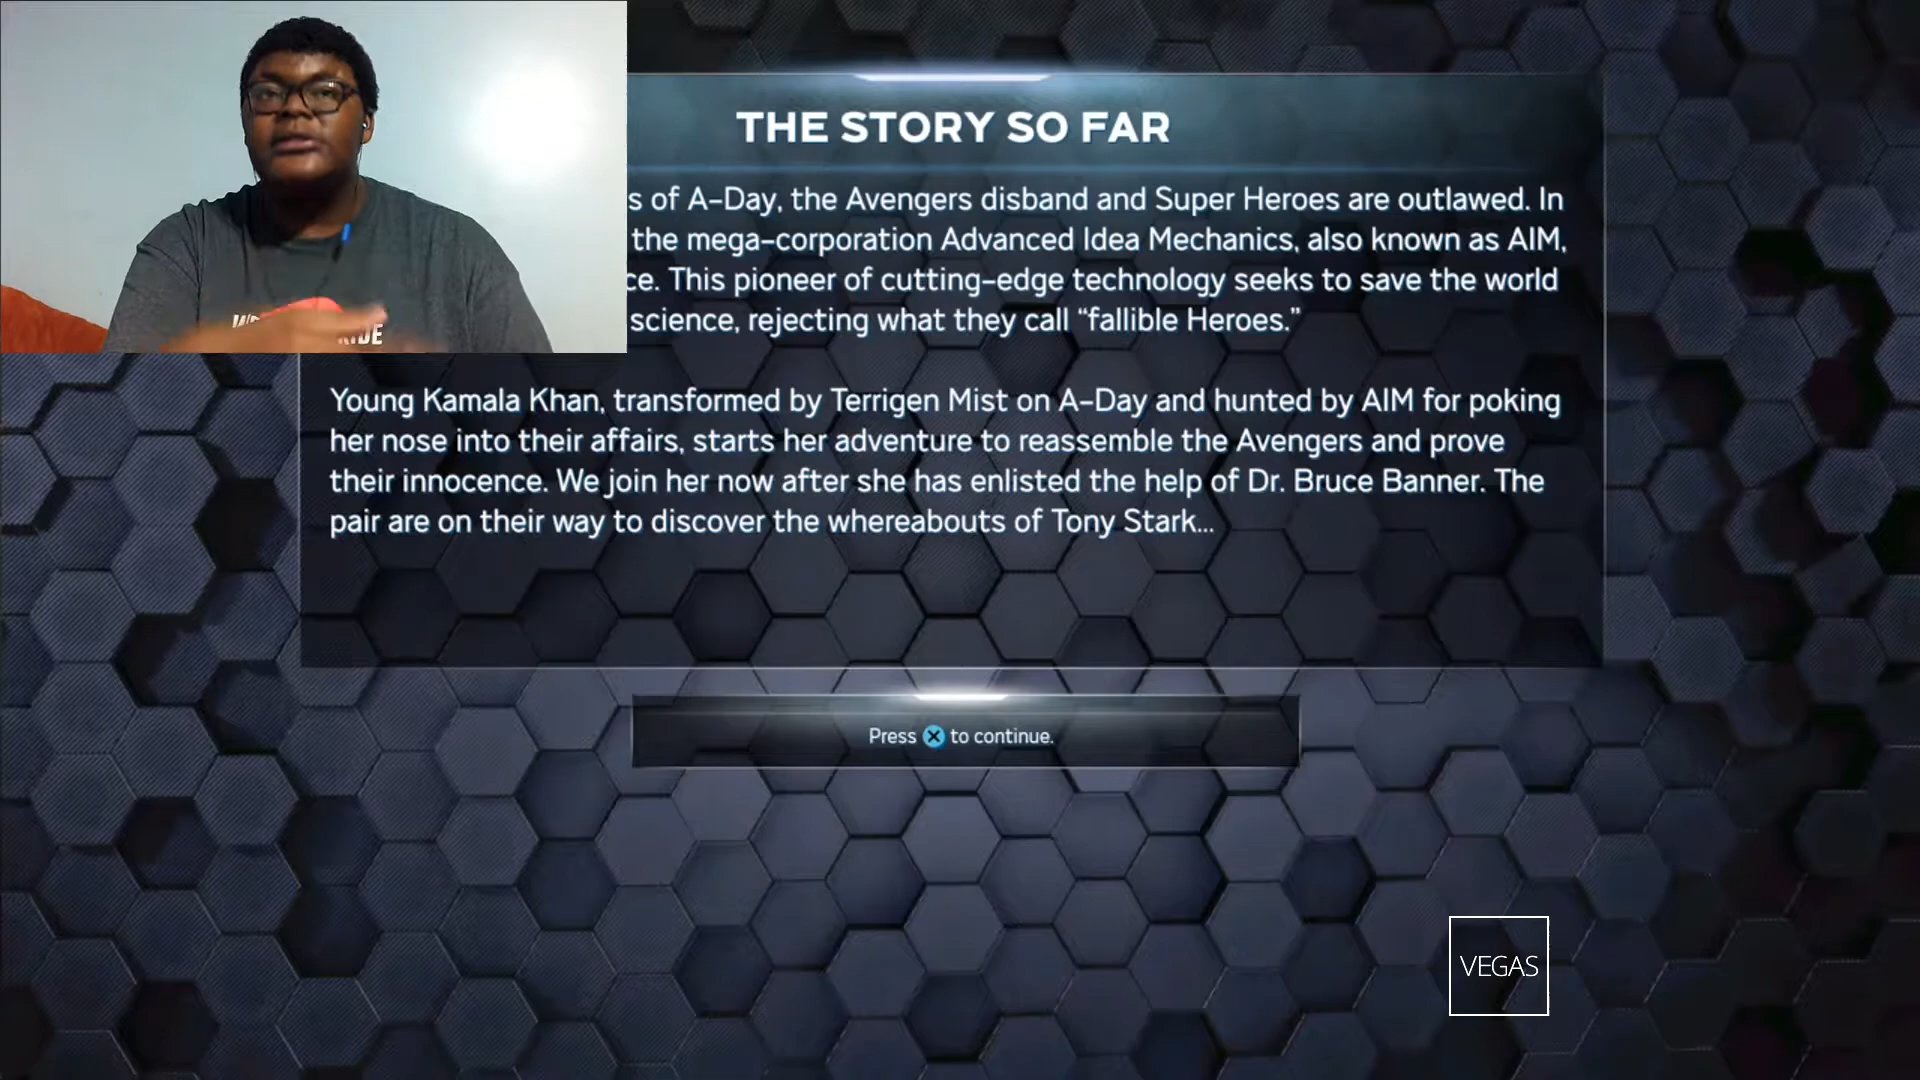 THE STORY SO FAR
s of A-Day, the Avengers disband and Super Heroes are outlawed. In
the mega-corporation Advanced Idea Mechanics, also known as AIM,
ce. This pioneer of cutting-edge technology seeks to save the world
science, rejecting what they call “fallible Heroes.”
Young Kamala Khan, transformed by Terrigen Mist on A-Day and hunted by AIM for poking
her nose into their affairs, starts her adventure to reassemble the Avengers and prove
their innocence. We join her now after she has enlisted the help of Dr. Bruce Banner. The
pair are on their way to discover the whereabouts of Tony Stark...
Press ⓧ to continue.
VEGAS